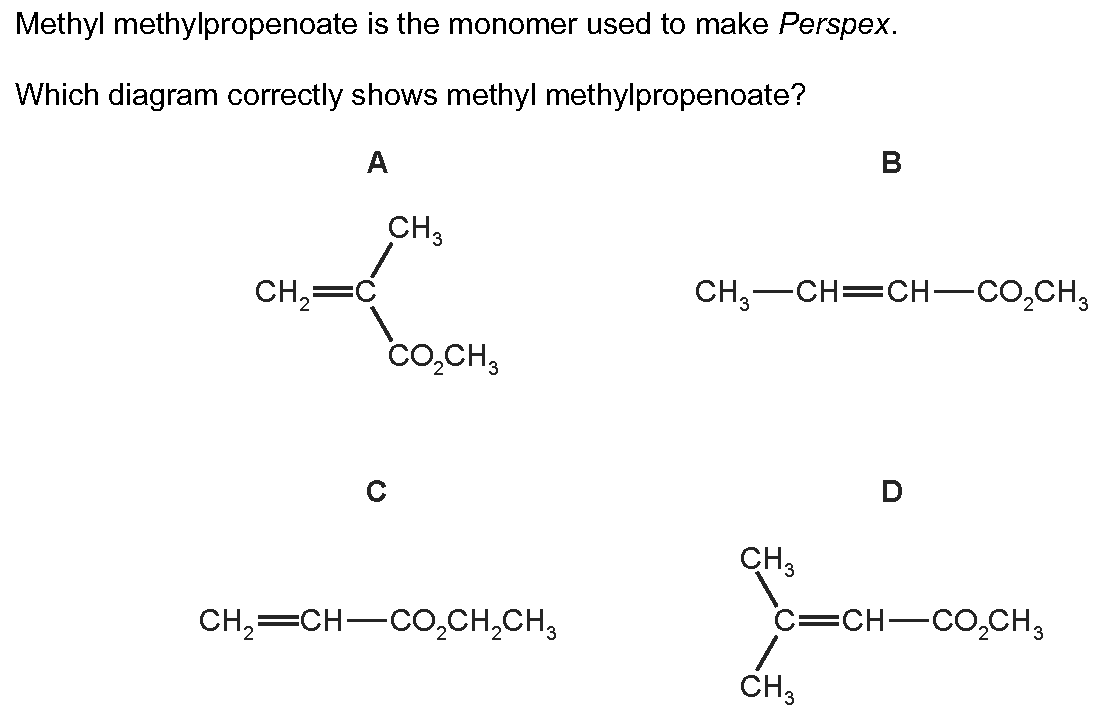 Methyl methylpropenoate is the monomer used to make Perspex.
Which diagram correctly shows methyl methylpropenoate?
A
B
CH₃
CH₂=C
CO₂CH₃
CH₃—CH=CH—CO₂CH₃
C
D
CH₂=CH—CO₂CH₂CH₃
CH₃
C=CH—CO₂CH₃
CH₃